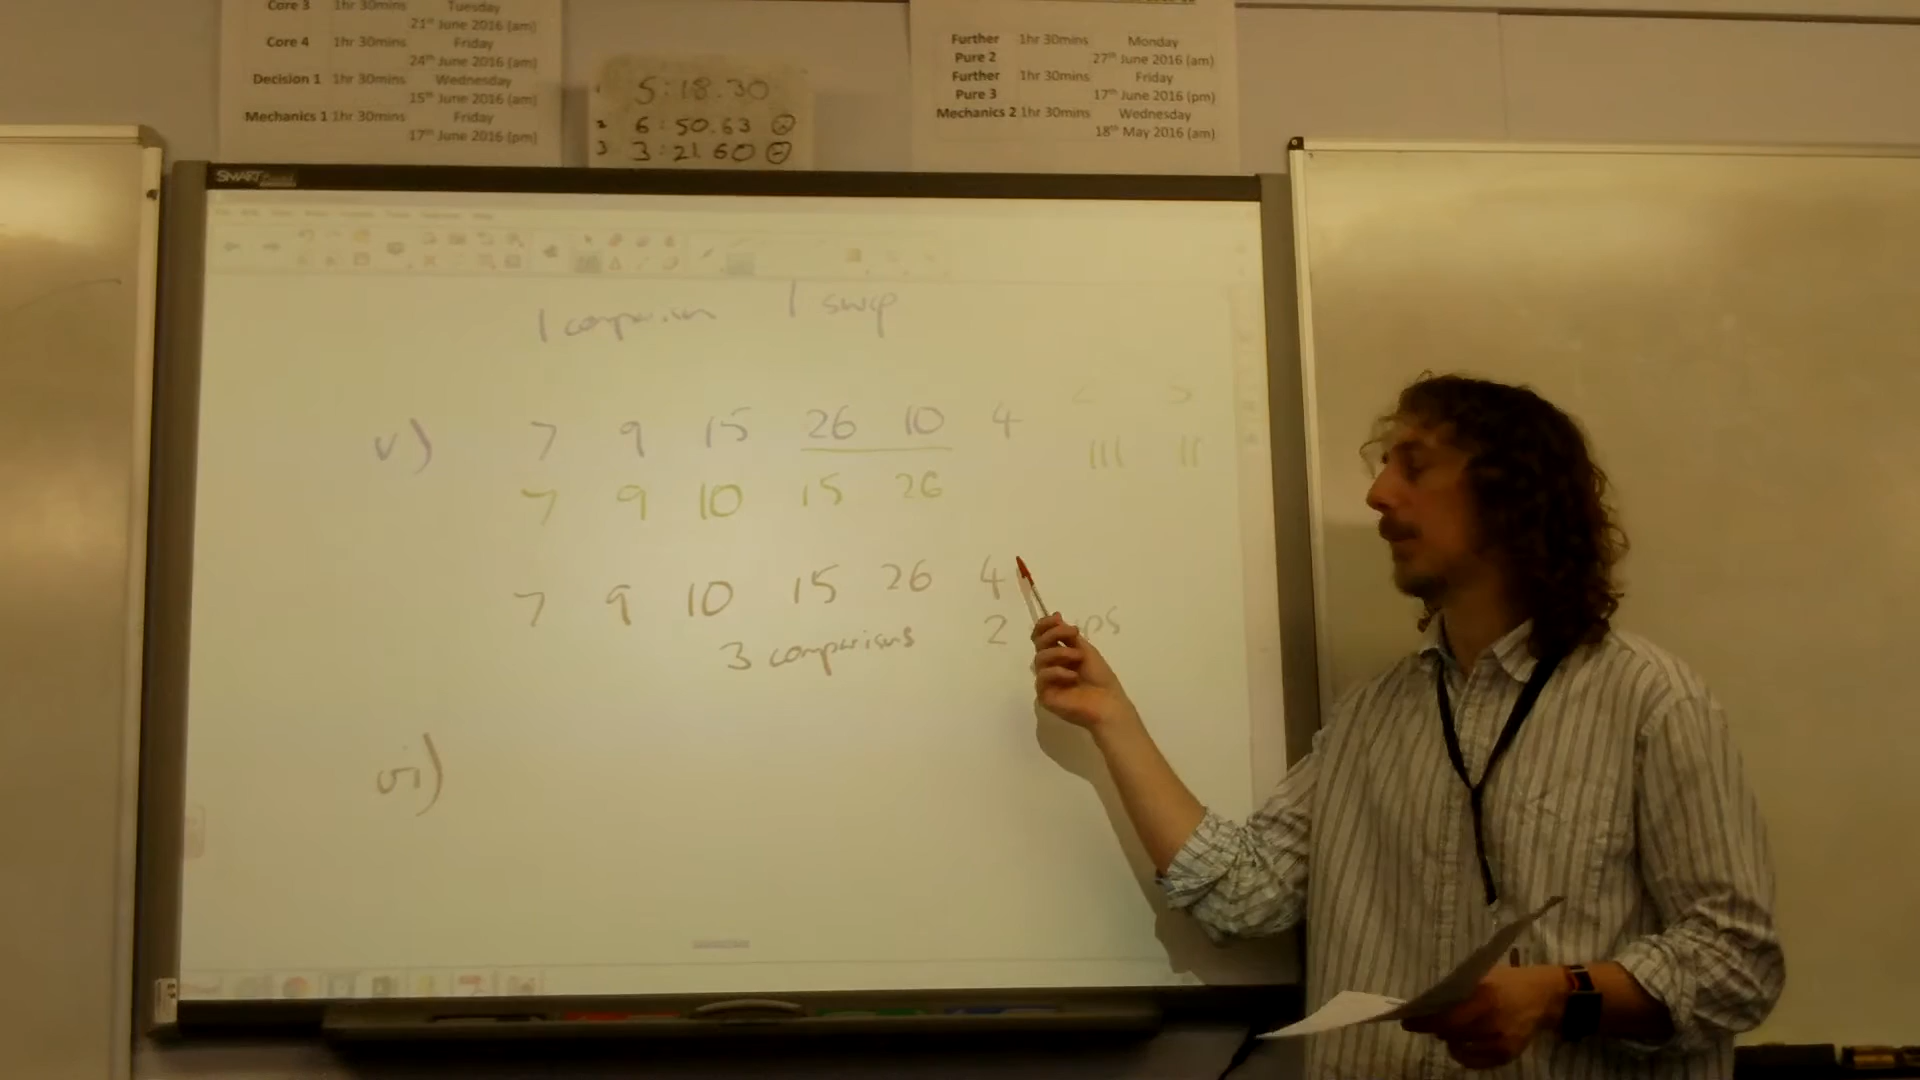 Core 3 1hr 30mins Tuesday
21st June 2016 (am)
Core 4 1hr 30mins Friday
24th June 2016 (am)
Decision 1 1hr 30mins Wednesday
15th June 2016 (am)
Mechanics 1 1hr 30mins Friday
17th June 2016 (pm)
5:18.30
2 6:50.63
3 3:21.60
Further 1hr 30mins Monday
Pure 2 27th June 2016 (am)
Further 1hr 30mins Friday
Pure 3 17th June 2016 (pm)
Mechanics 2 1hr 30mins Wednesday
18th May 2016 (am)
SMART
1 comparison 1 swap
v) 7 9 15 26 10 4
< >
III II
7 9 10 15 26
7 9 10 15 26 4
3 comparisons 2
vi)